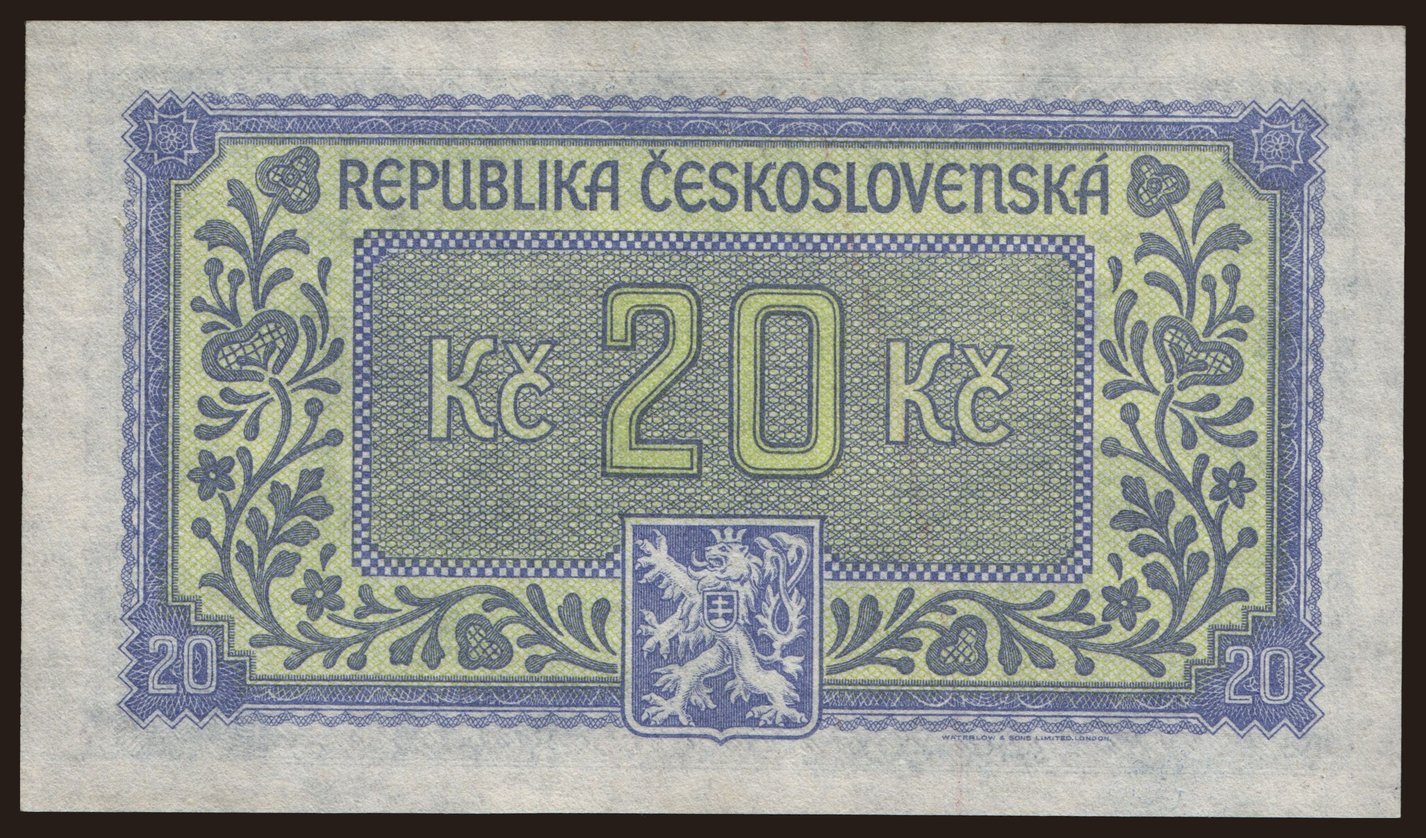 REPUBLIKA ČESKOSLOVENSKÁ
Kč 20 Kč
20 20
WATERLOW & SONS LIMITED. LONDON.